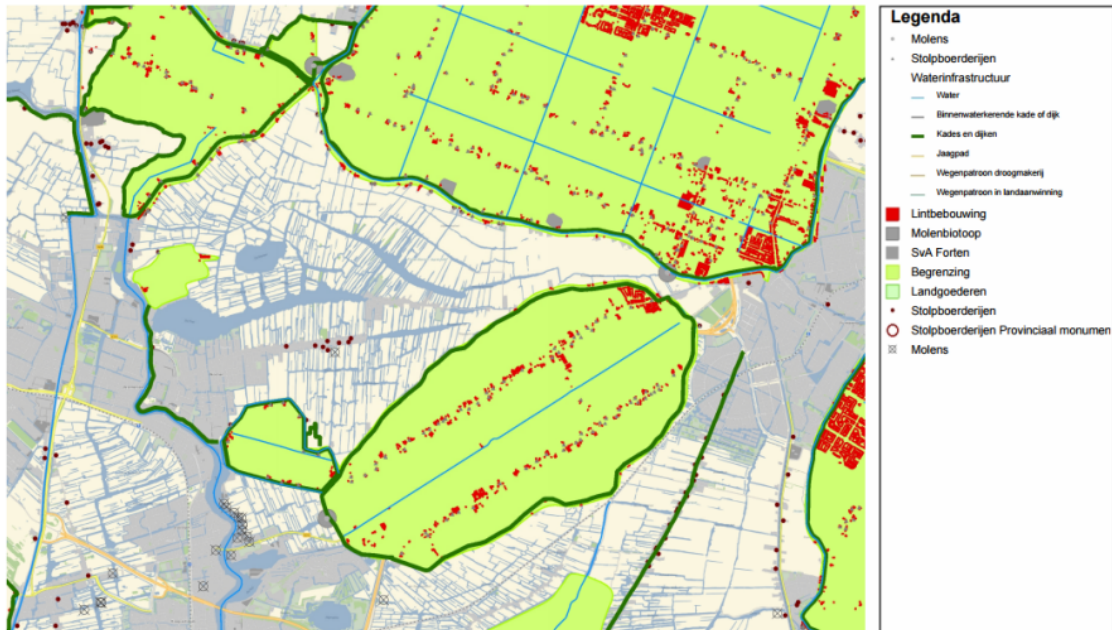 Legenda
Molens
Stolpboerderijen
Waterinfrastructuur
Water
Binnenwaterkerende kade of dijk
Kades en dijken
Jaagpad
Wegenpatroon droogmakerij
Wegenpatroon in landaanwinning
Lintbebouwing
Molenbiotoop
SvA Forten
Begrenzing
Landgoederen
Stolpboerderijen
Stolpboerderijen Provinciaal monumen
Molens